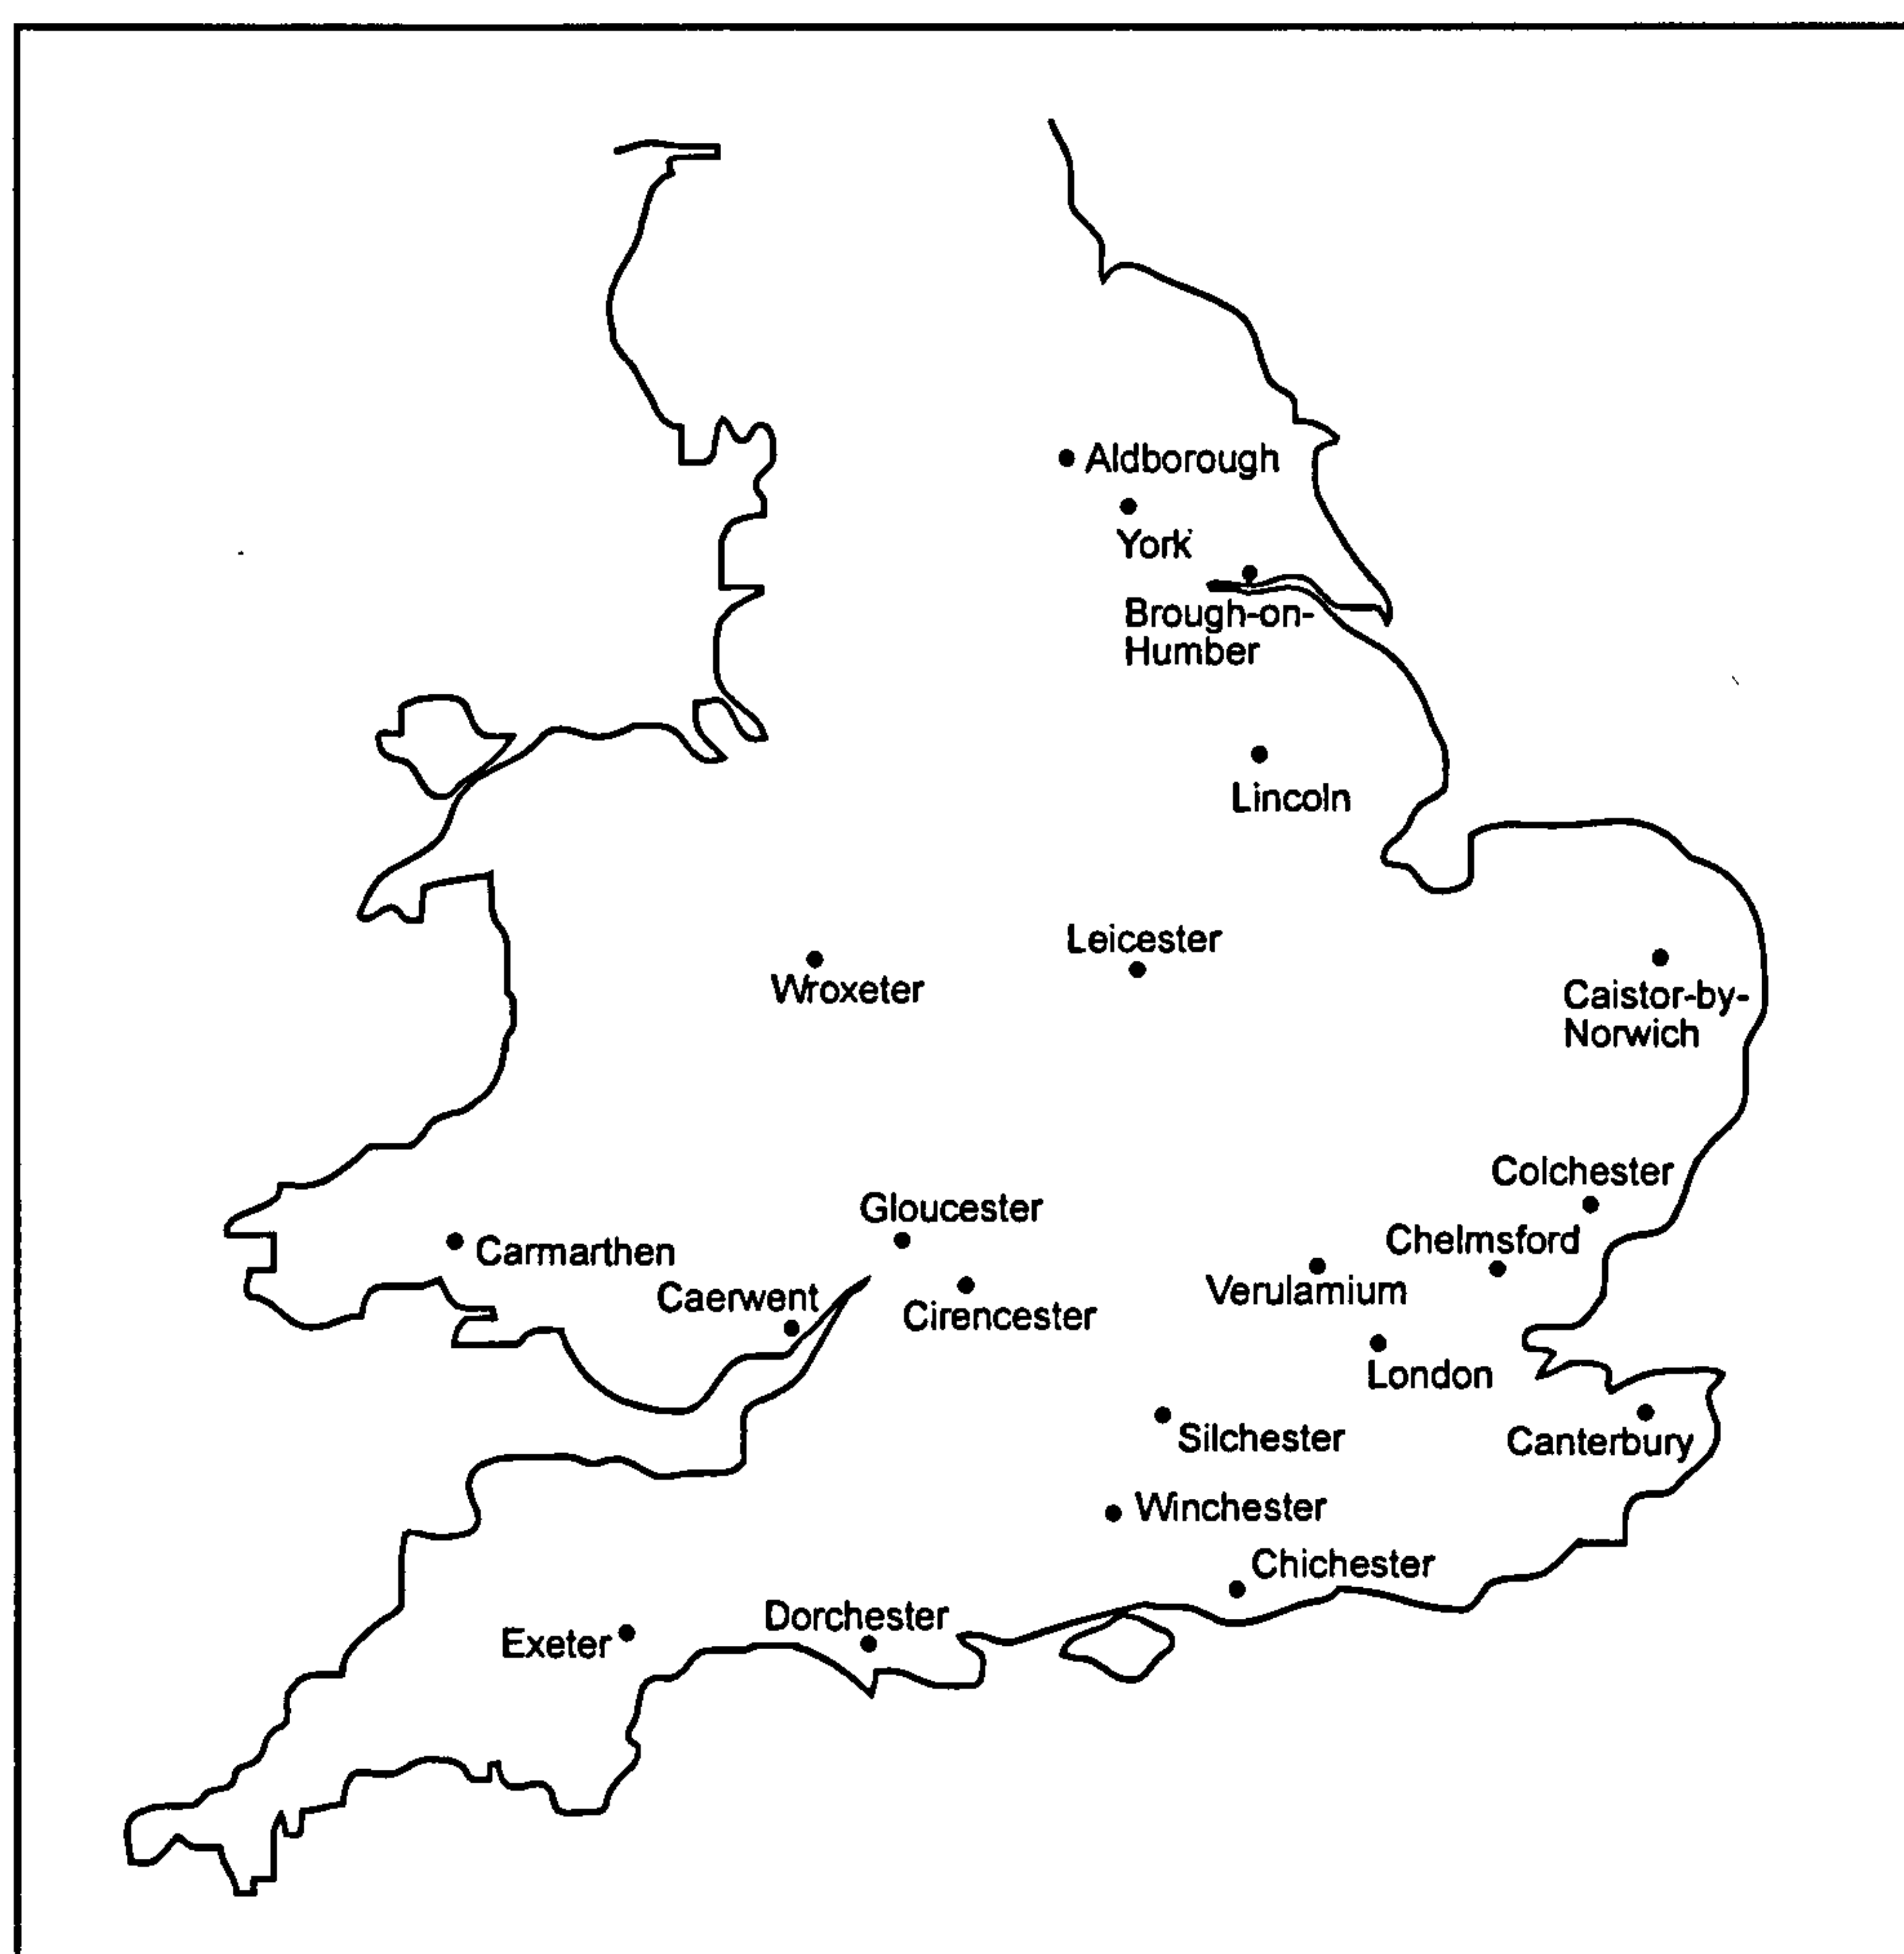 Aldborough
York
Brough-on-
Humber
Lincoln
Leicester
Wroxeter
Caistor-by-
Norwich
Colchester
Gloucester
Chelmsford
Carmarthen
Verulamium
Caerwent
Cirencester
London
Silchester
Canterbury
Winchester
Chichester
Dorchester
Exeter